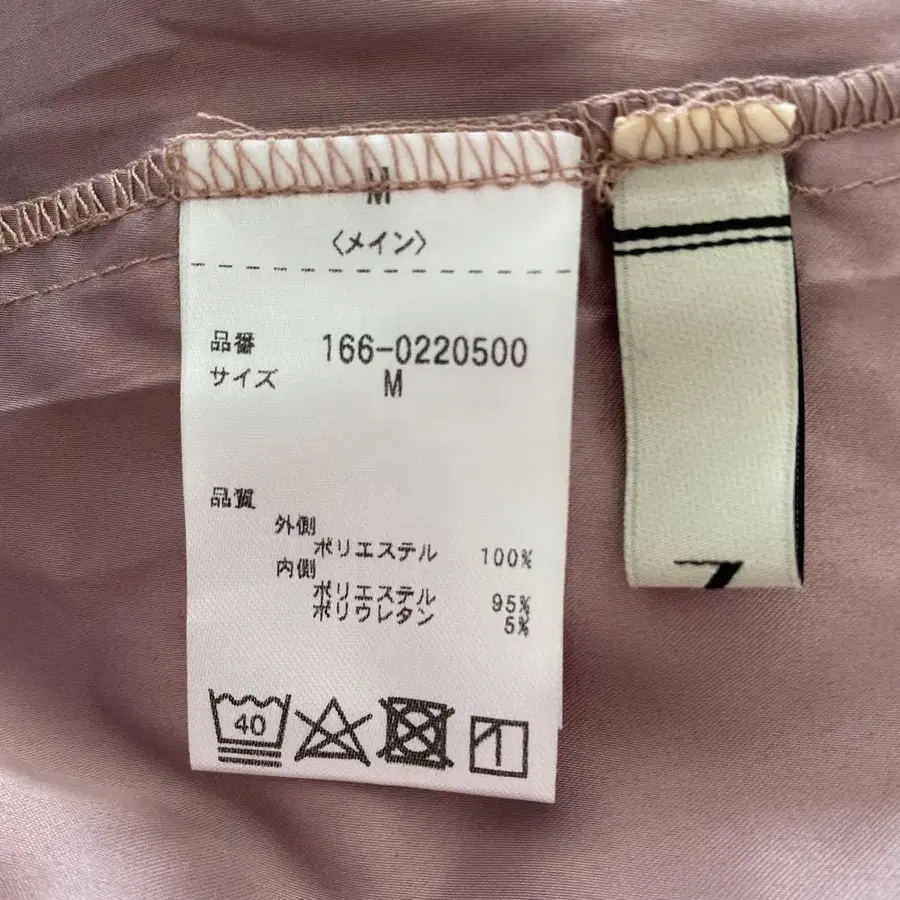 M
〈メイン〉
品番 166-0220500
サイズ M
品質
外側
ポリエステル 100%
内側
ポリエステル 95%
ポリウレタン 5%
40